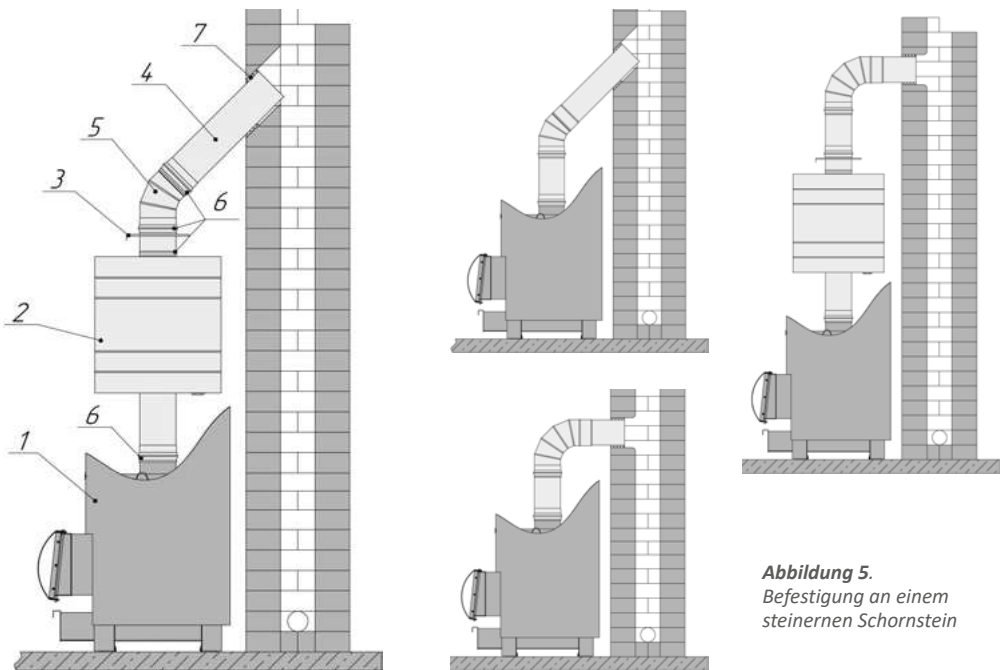 7
4
5
3
6
2
6
1
Abbildung 5.
Befestigung an einem
steinernen Schornstein